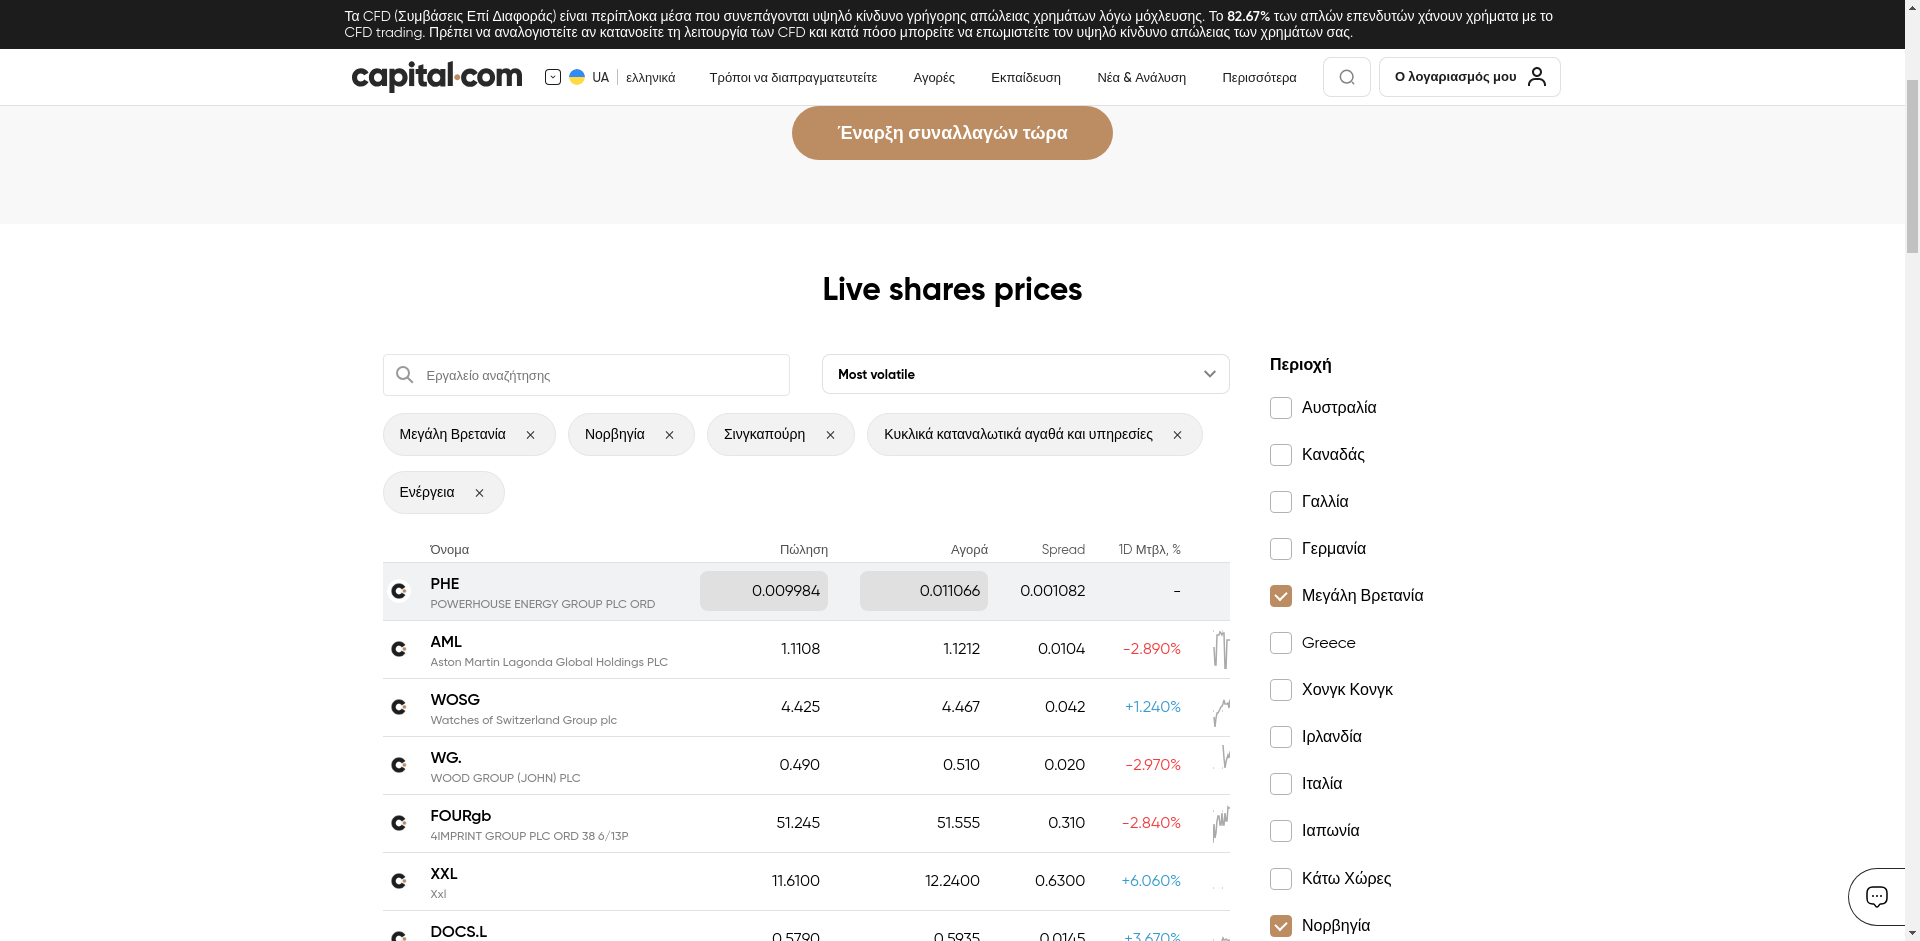 Τα CFD (Συμβάσεις Επί Διαφοράς) είναι περίπλοκα μέσα που συνεπάγονται υψηλό κίνδυνο γρήγορης απώλειας χρημάτων λόγω μόχλευσης. Το 82.67% των απλών επενδυτών χάνουν χρήματα με το
CFD trading. Πρέπει να αναλογιστείτε αν κατανοείτε τη λειτουργία των CFD και κατά πόσο μπορείτε να επωμιστείτε τον υψηλό κίνδυνο απώλειας των χρημάτων σας.
capital.com UA ελληνικά Τρόποι να διαπραγματευτείτε Αγορές Εκπαίδευση Νέα & Ανάλυση Περισσότερα Ο λογαριασμός μου
Έναρξη συναλλαγών τώρα
Live shares prices
Εργαλείο αναζήτησης Most volatile
Μεγάλη Βρετανία Νορβηγία Σινγκαπούρη Κυκλικά καταναλωτικά αγαθά και υπηρεσίες
Ενέργεια
Όνομα Πώληση Αγορά Spread 1D Μτβλ, %
PHE 0.009984 0.011066 0.001082 -
POWERHOUSE ENERGY GROUP PLC ORD
AML 1.1108 1.1212 0.0104 -2.890%
Aston Martin Lagonda Global Holdings PLC
WOSG 4.425 4.467 0.042 +1.240%
Watches of Switzerland Group plc
WG. 0.490 0.510 0.020 -2.970%
WOOD GROUP (JOHN) PLC
FOURgb 51.245 51.555 0.310 -2.840%
4IMPRINT GROUP PLC ORD 38 6/13P
XXL 11.6100 12.2400 0.6300 +6.060%
Xxl
DOCS.L 0.5790 0.5935 0.0145 +3.670%
Περιοχή
Αυστραλία
Καναδάς
Γαλλία
Γερμανία
Μεγάλη Βρετανία
Greece
Χονγκ Κονγκ
Ιρλανδία
Ιταλία
Ιαπωνία
Κάτω Χώρες
Νορβηγία